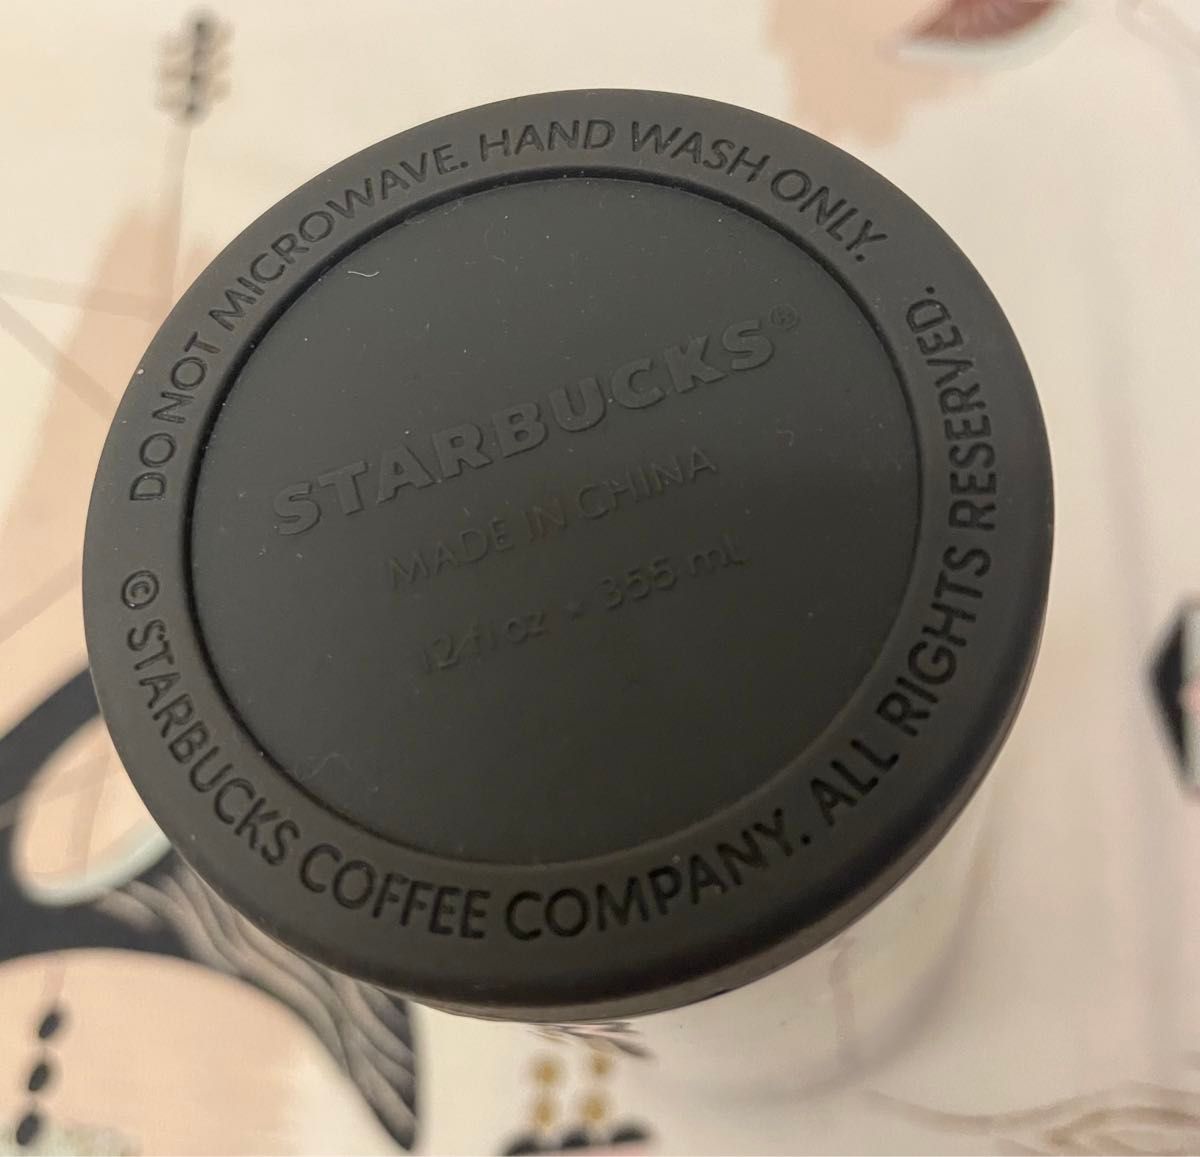 DO NOT MICROWAVE. HAND WASH ONLY.
STARBUCKS®
MADE IN CHINA
12 fl oz • 355 mL
© STARBUCKS COFFEE COMPANY. ALL RIGHTS RESERVED.